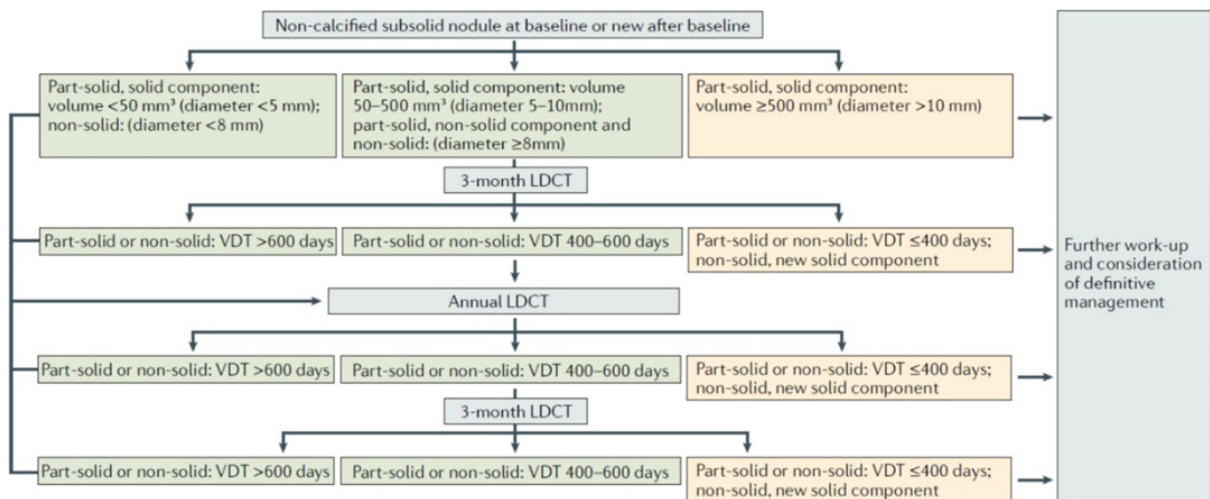 Non-calcified subsolid nodule at baseline or new after baseline
Part-solid, solid component:
volume <50 mm³ (diameter <5 mm);
non-solid: (diameter <8 mm)
Part-solid, solid component: volume
50–500 mm³ (diameter 5–10mm);
part-solid, non-solid component and
non-solid: (diameter ≥8mm)
Part-solid, solid component:
volume ≥500 mm³ (diameter >10 mm)
3-month LDCT
Part-solid or non-solid: VDT >600 days
Part-solid or non-solid: VDT 400–600 days
Part-solid or non-solid: VDT ≤400 days;
non-solid, new solid component
Further work-up
and consideration
of definitive
management
Annual LDCT
Part-solid or non-solid: VDT >600 days
Part-solid or non-solid: VDT 400–600 days
Part-solid or non-solid: VDT ≤400 days;
non-solid, new solid component
3-month LDCT
Part-solid or non-solid: VDT >600 days
Part-solid or non-solid: VDT 400–600 days
Part-solid or non-solid: VDT ≤400 days;
non-solid, new solid component